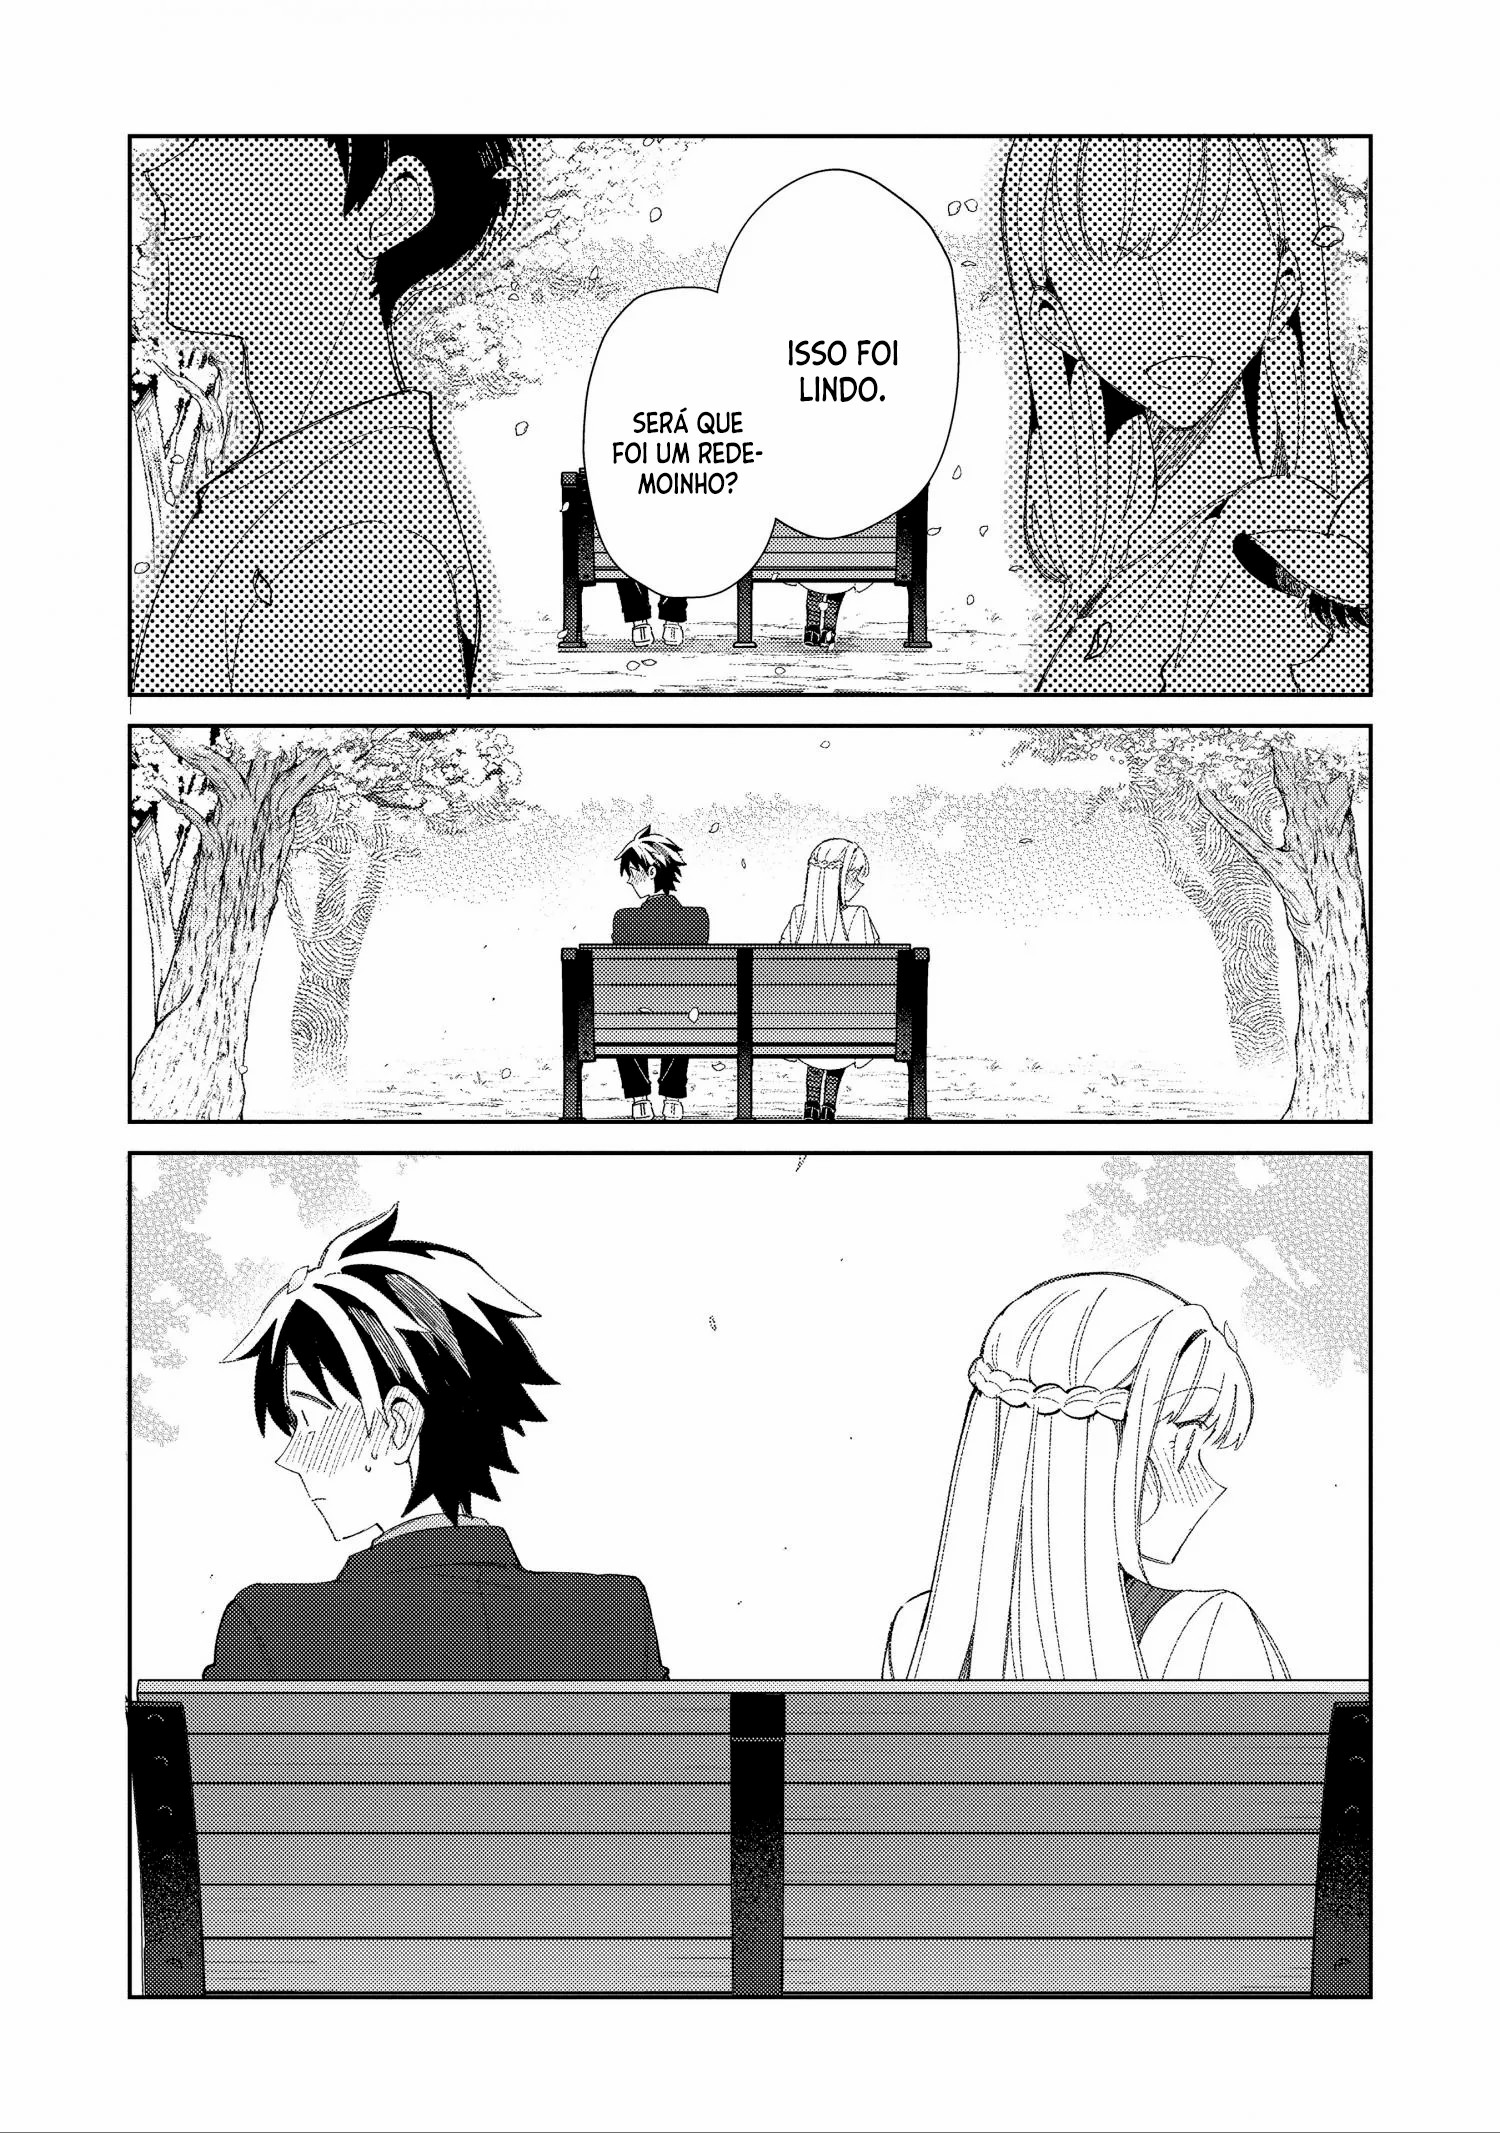 ISSO FOI
LINDO.
SERÁ QUE
FOI UM REDE-
MOINHO?